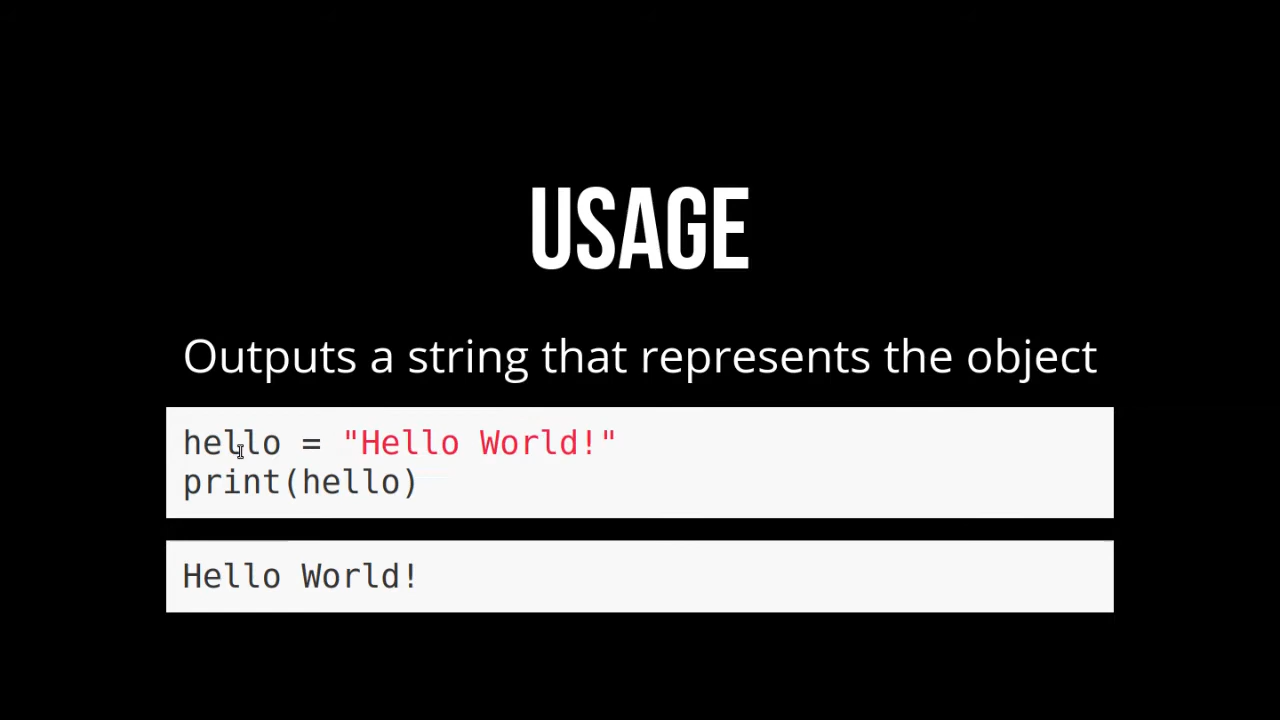 USAGE
Outputs a string that represents the object
hello = "Hello World!"
print(hello)
Hello World!